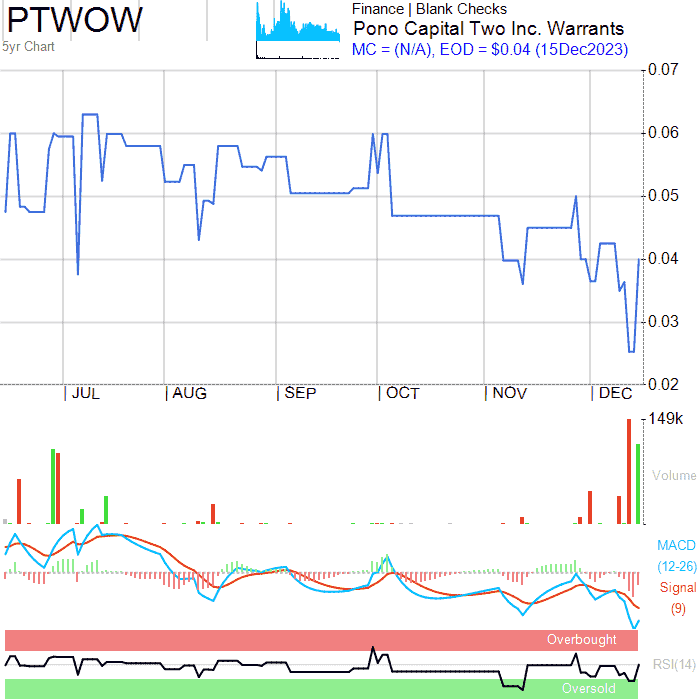 PTWOW
5yr Chart
Finance | Blank Checks
Pono Capital Two Inc. Warrants
MC = (N/A), EOD = $0.04 (15Dec2023)
0.07
0.06
0.05
0.04
0.03
0.02
| JUL | AUG | SEP | OCT | NOV | DEC
149k
Volume
MACD
(12-26)
Signal
(9)
Overbought
RSI(14)
Oversold